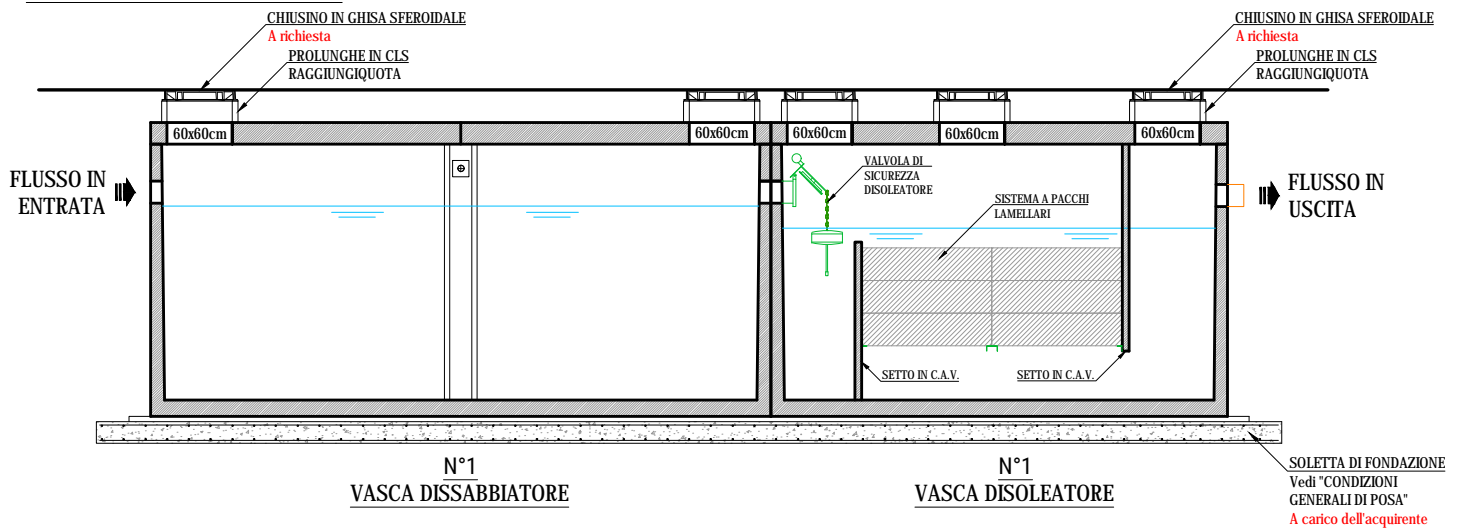 CHIUSINO IN GHISA SFEROIDALE
A richiesta
PROLUNGHE IN CLS
RAGGIUNGIQUOTA
CHIUSINO IN GHISA SFEROIDALE
A richiesta
PROLUNGHE IN CLS
RAGGIUNGIQUOTA
60x60cm
60x60cm
60x60cm
60x60cm
60x60cm
FLUSSO IN
ENTRATA
VALVOLA DI
SICUREZZA
DISOLEATORE
SISTEMA A PACCHI
LAMELLARI
FLUSSO IN
USCITA
SETTO IN C.A.V.
SETTO IN C.A.V.
N°1
VASCA DISSABBIATORE
N°1
VASCA DISOLEATORE
SOLETTA DI FONDAZIONE
Vedi "CONDIZIONI
GENERALI DI POSA"
A carico dell'acquirente